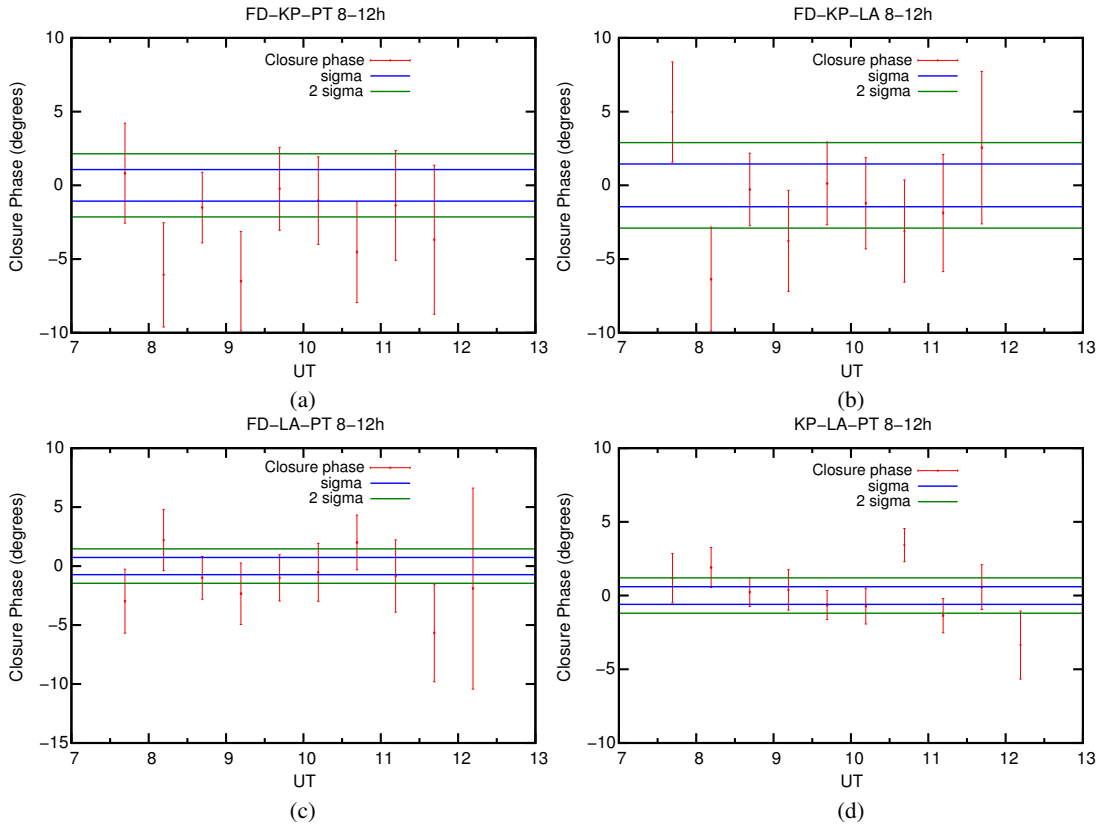 FD−KP−PT 8−12h
Closure phase
sigma
2 sigma
Closure Phase (degrees)
10
5
0
−5
−10
7 8 9 10 11 12 13
UT
(a)
FD−KP−LA 8−12h
Closure phase
sigma
2 sigma
Closure Phase (degrees)
10
5
0
−5
−10
7 8 9 10 11 12 13
UT
(b)
FD−LA−PT 8−12h
Closure phase
sigma
2 sigma
Closure Phase (degrees)
10
5
0
−5
−10
−15
7 8 9 10 11 12 13
UT
(c)
KP−LA−PT 8−12h
Closure phase
sigma
2 sigma
Closure Phase (degrees)
10
5
0
−5
−10
7 8 9 10 11 12 13
UT
(d)